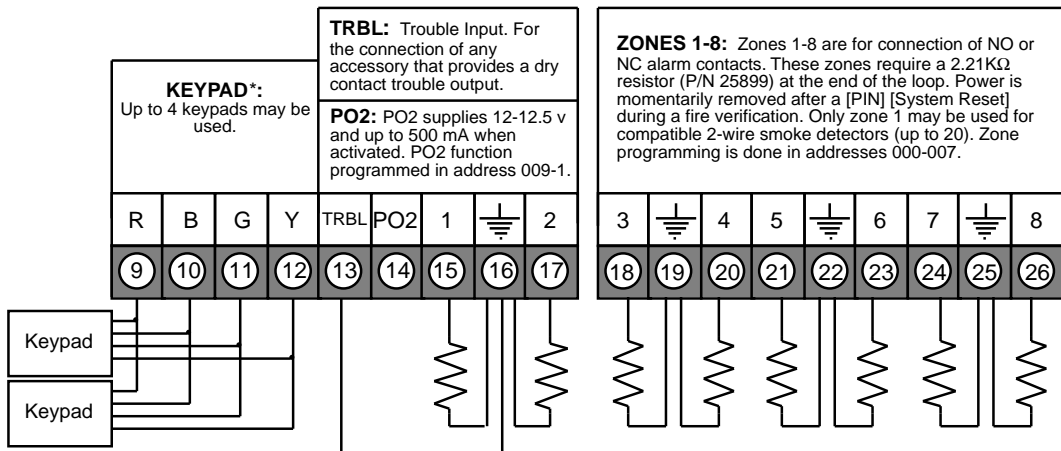 TRBL: Trouble Input. For
the connection of any
accessory that provides a dry
contact trouble output.
KEYPAD*:
Up to 4 keypads may be
used.
PO2: PO2 supplies 12-12.5 v
and up to 500 mA when
activated. PO2 function
programmed in address 009-1.
ZONES 1-8: Zones 1-8 are for connection of NO or
NC alarm contacts. These zones require a 2.21KΩ
resistor (P/N 25899) at the end of the loop. Power is
momentarily removed after a [PIN] [System Reset]
during a fire verification. Only zone 1 may be used for
compatible 2-wire smoke detectors (up to 20). Zone
programming is done in addresses 000-007.
R B G Y TRBL PO2 1 2 3 4 5 6 7 8
9 10 11 12 13 14 15 16 17 18 19 20 21 22 23 24 25 26
Keypad
Keypad